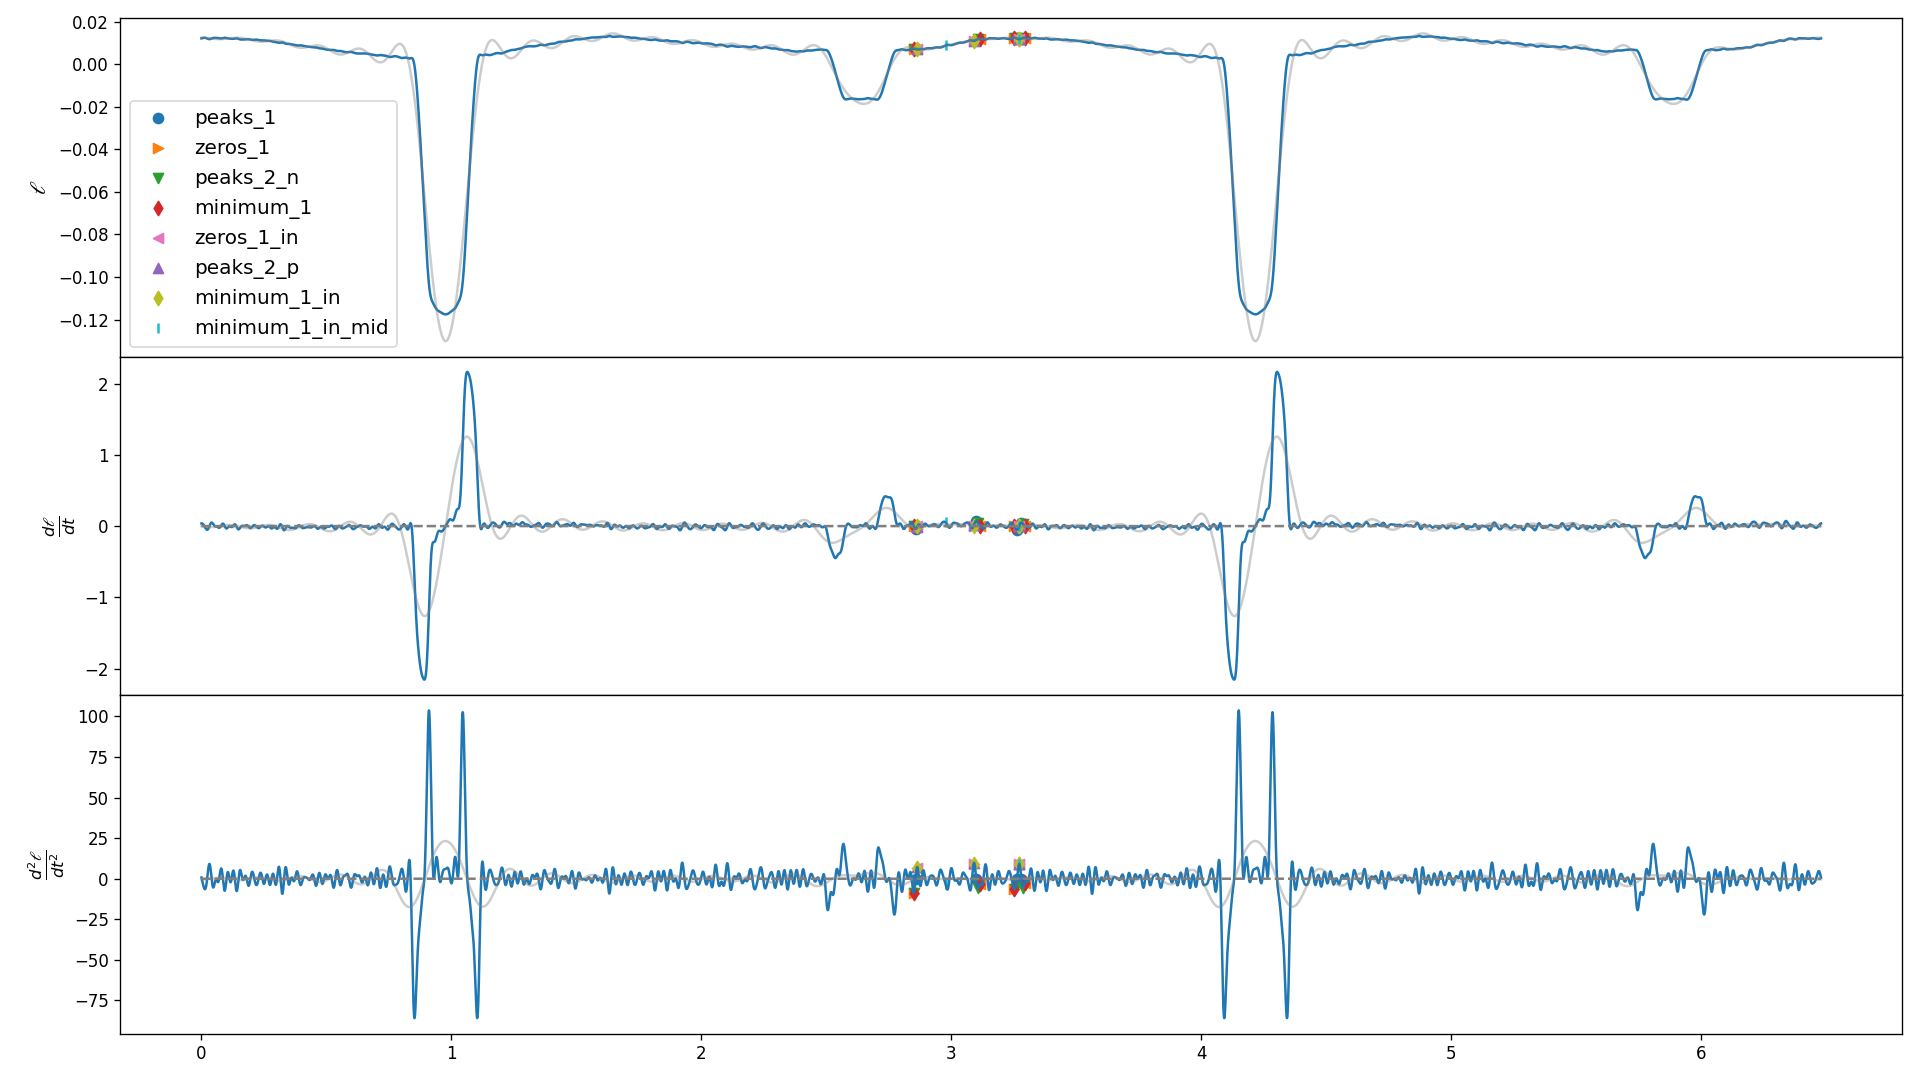 0.02
0.00
−0.02
−0.04
−0.06
−0.08
−0.10
−0.12
ℓ
peaks_1
zeros_1
peaks_2_n
minimum_1
zeros_1_in
peaks_2_p
minimum_1_in
minimum_1_in_mid
2
1
0
−1
−2
dℓ/dt
100
75
50
25
0
−25
−50
−75
d²ℓ/dt²
0 1 2 3 4 5 6